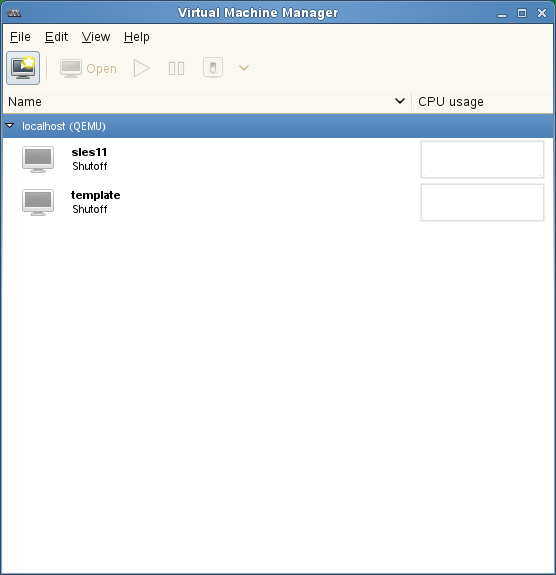 Virtual Machine Manager
File Edit View Help
Open
Name CPU usage
localhost (QEMU)
sles11
Shutoff
template
Shutoff